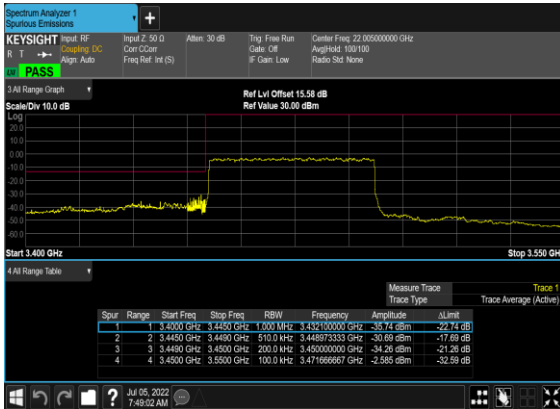 Spectrum Analyzer 1
Spurious Emissions
+
KEYSIGHT Input: RF Input Z: 50 Ω Atten: 30 dB Trig: Free Run Center Freq: 22.005000000 GHz
R T Coupling: DC Corr CCorr Gate: Off Avg|Hold: 100/100
Align: Auto Freq Ref: Int (S) IF Gain: Low Radio Std: None
LNI PASS
3 All Range Graph
Ref Lvl Offset 15.58 dB
Scale/Div 10.0 dB Ref Value 30.00 dBm
Log
20.0
10.0
0.00
-10.0
-20.0
-30.0
-40.0
-50.0
-60.0
Start 3.400 GHz Stop 3.550 GH
4 All Range Table
Measure Trace Trace 1
Trace Type Trace Average (Active)
Spur Range Start Freq Stop Freq RBW Frequency Amplitude ΔLimit
1 1 3.4000 GHz 3.4450 GHz 1.000 MHz 3.432100000 GHz -35.74 dBm -22.74 dB
2 2 3.4450 GHz 3.4490 GHz 510.0 kHz 3.448973333 GHz -30.69 dBm -17.69 dB
3 3 3.4490 GHz 3.4500 GHz 200.0 kHz 3.450000000 GHz -34.26 dBm -21.26 dB
4 4 3.4500 GHz 3.5500 GHz 100.0 kHz 3.471666667 GHz -2.585 dBm -32.59 dB
? Jul 05, 2022
7:49:02 AM